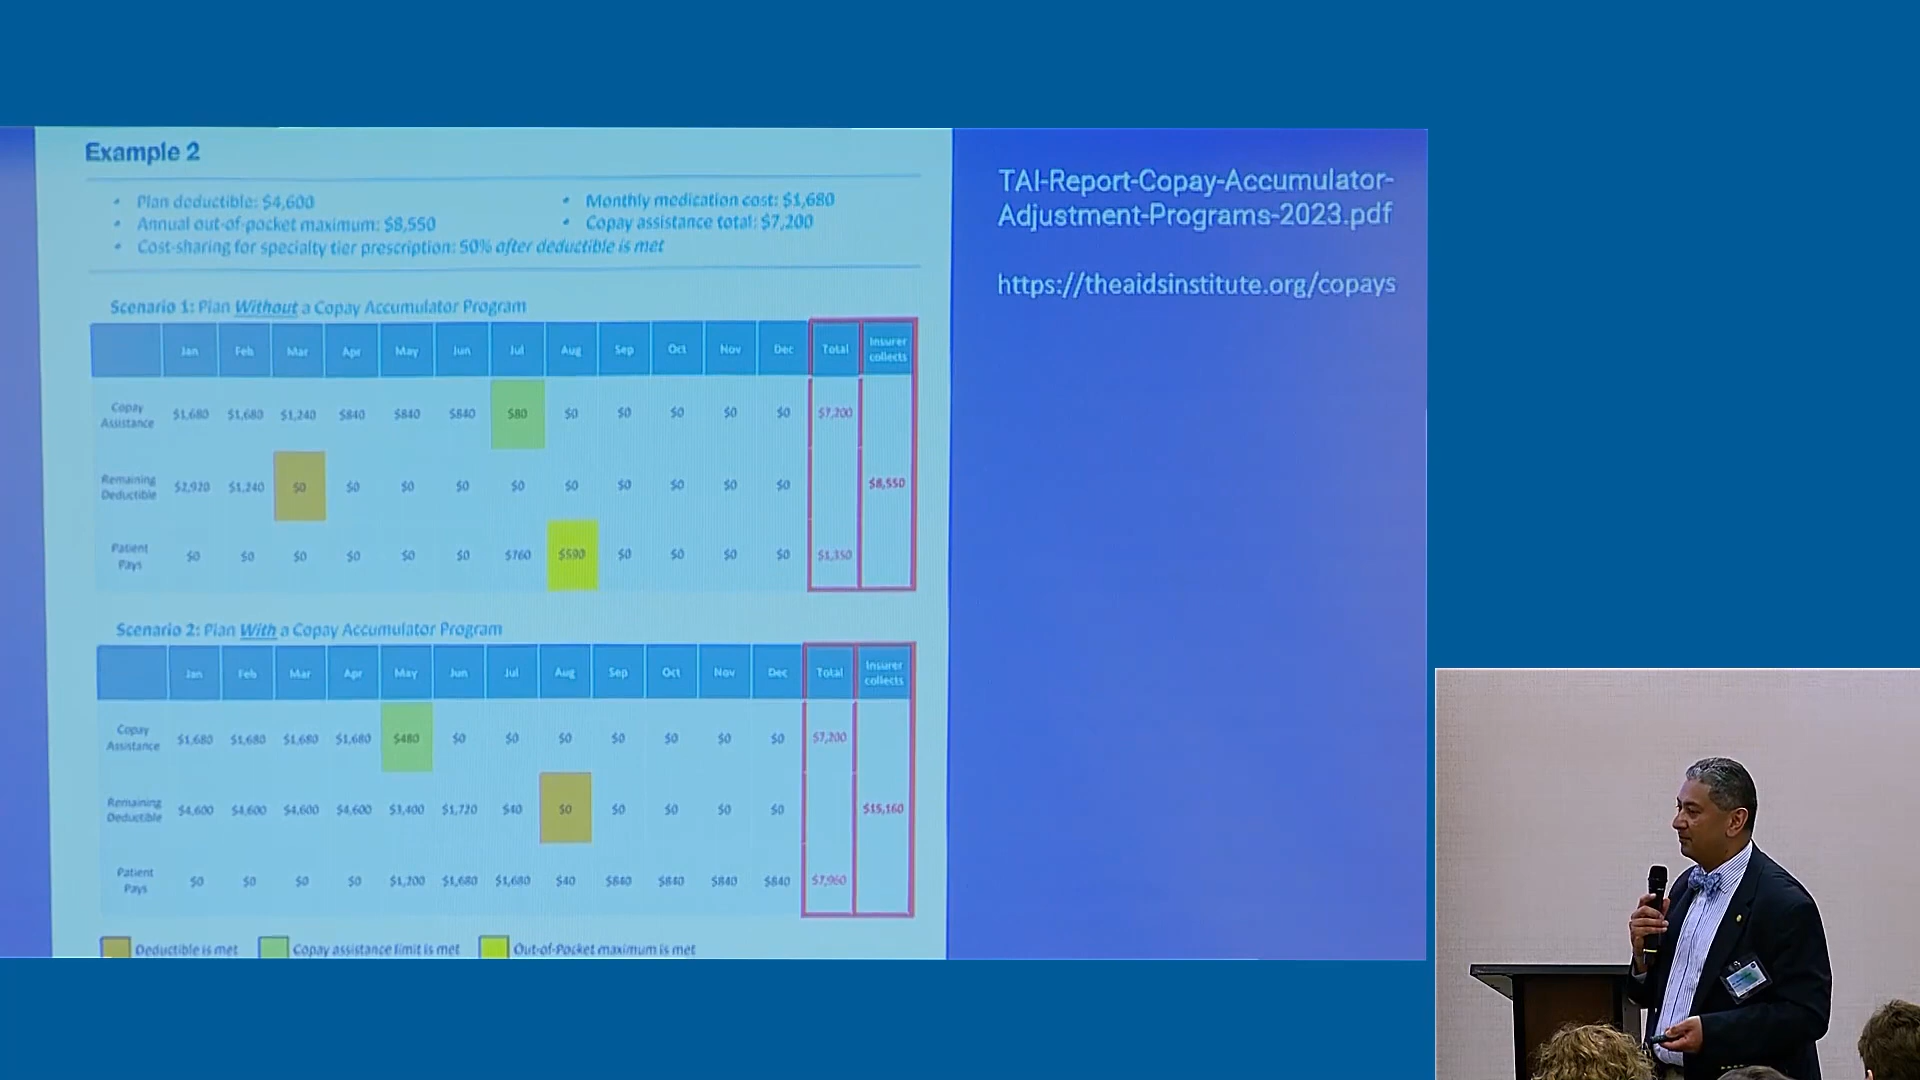 Example 2
• Plan deductible: $4,600
• Annual out-of-pocket maximum: $8,550
• Cost-sharing for specialty tier prescription: 50% after deductible is met
• Monthly medication cost: $1,680
• Copay assistance total: $7,200
Scenario 1: Plan Without a Copay Accumulator Program
Jan Feb Mar Apr May Jun Jul Aug Sep Oct Nov Dec Total Insurer collects
Copay Assistance $1,680 $1,680 $1,240 $840 $840 $840 $80 $0 $0 $0 $0 $0 $7,200
Remaining Deductible $2,920 $1,240 $0 $0 $0 $0 $0 $0 $0 $0 $0 $0 $8,550
Patient Pays $0 $0 $0 $0 $0 $0 $760 $590 $0 $0 $0 $0 $1,350
Scenario 2: Plan With a Copay Accumulator Program
Jan Feb Mar Apr May Jun Jul Aug Sep Oct Nov Dec Total Insurer collects
Copay Assistance $1,680 $1,680 $1,680 $1,680 $480 $0 $0 $0 $0 $0 $0 $0 $7,200
Remaining Deductible $4,600 $4,600 $4,600 $4,600 $3,400 $1,720 $40 $0 $0 $0 $0 $0 $15,160
Patient Pays $0 $0 $0 $0 $1,200 $1,680 $1,680 $40 $840 $840 $840 $840 $7,960
Deductible is met Copay assistance limit is met Out-of-Pocket maximum is met
TAI-Report-Copay-Accumulator-
Adjustment-Programs-2023.pdf
https://theaidsinstitute.org/copays